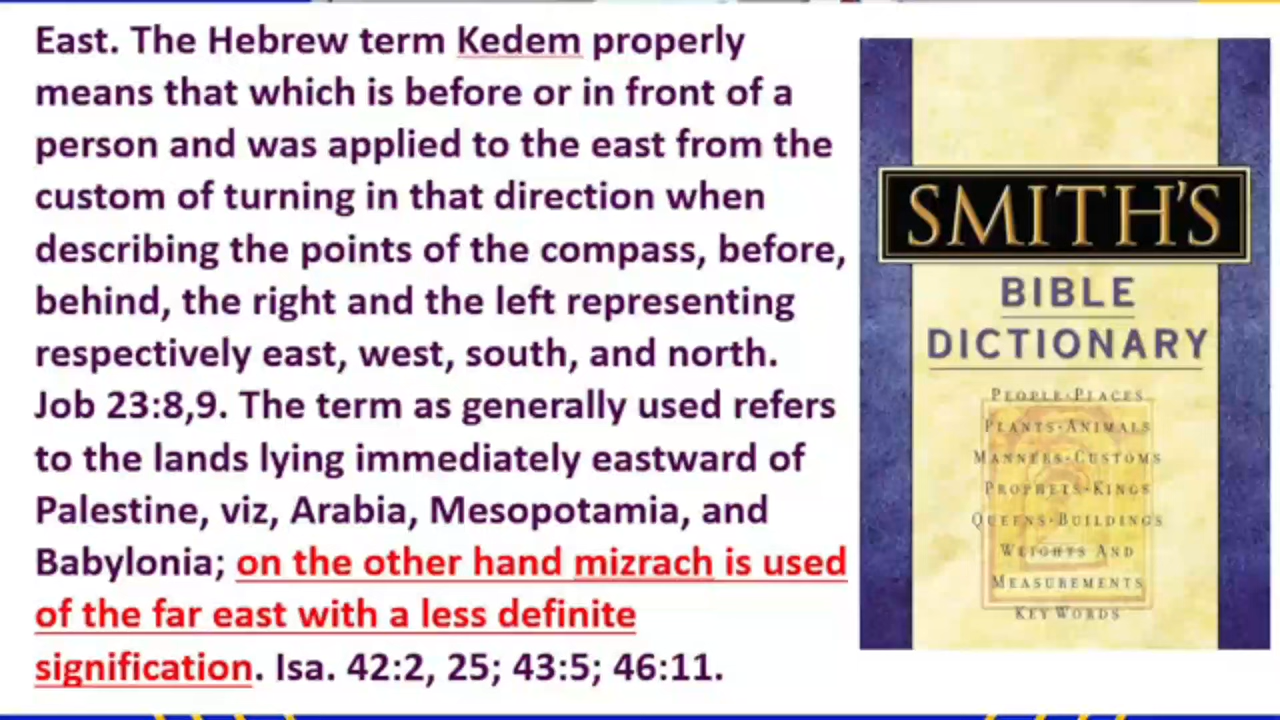 East. The Hebrew term Kedem properly
means that which is before or in front of a
person and was applied to the east from the
custom of turning in that direction when
describing the points of the compass, before,
behind, the right and the left representing
respectively east, west, south, and north.
Job 23:8,9. The term as generally used refers
to the lands lying immediately eastward of
Palestine, viz, Arabia, Mesopotamia, and
Babylonia; on the other hand mizrach is used
of the far east with a less definite
signification. Isa. 42:2, 25; 43:5; 46:11.
SMITH'S
BIBLE
DICTIONARY
PEOPLE·PLACES
PLANTS·ANIMALS
MANNERS·CUSTOMS
PROPHETS·KINGS
QUEENS·BUILDINGS
WEIGHTS AND
MEASUREMENTS
KEY WORDS